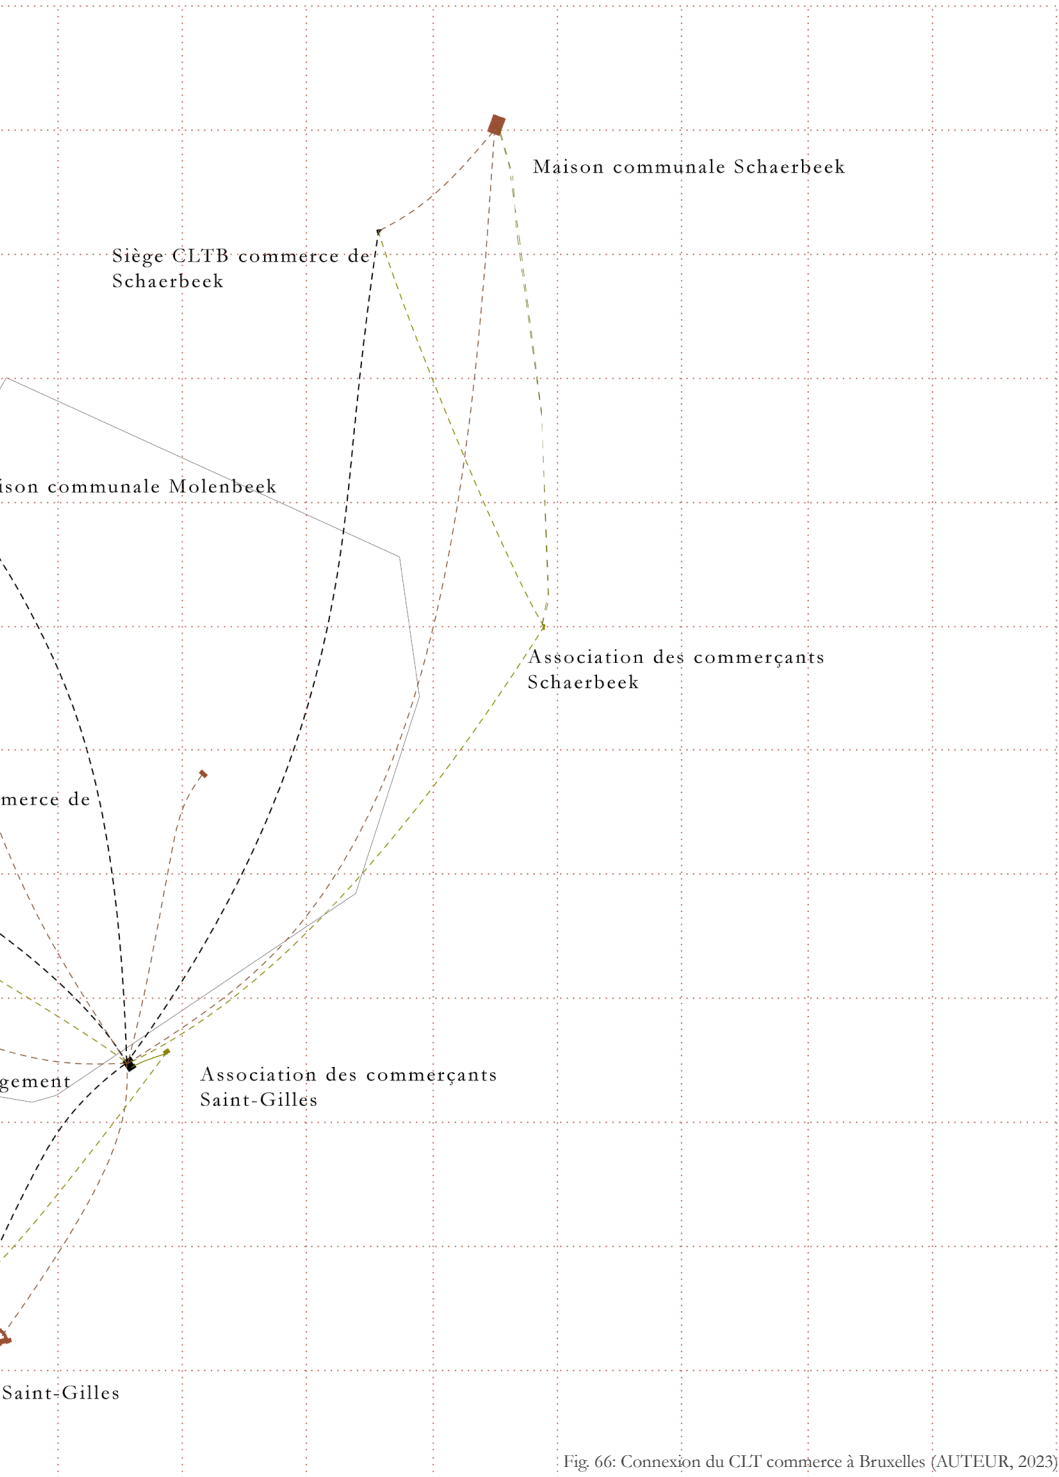 Maison communale Schaerbeek
Siège CLTB commerce de
Schaerbeek
ison communale Molenbeek
Association des commerçants
Schaerbeek
merce de
Association des commerçants
Saint-Gilles
gement
Saint-Gilles
Fig. 66: Connexion du CLT commerce à Bruxelles (AUTEUR, 2023)